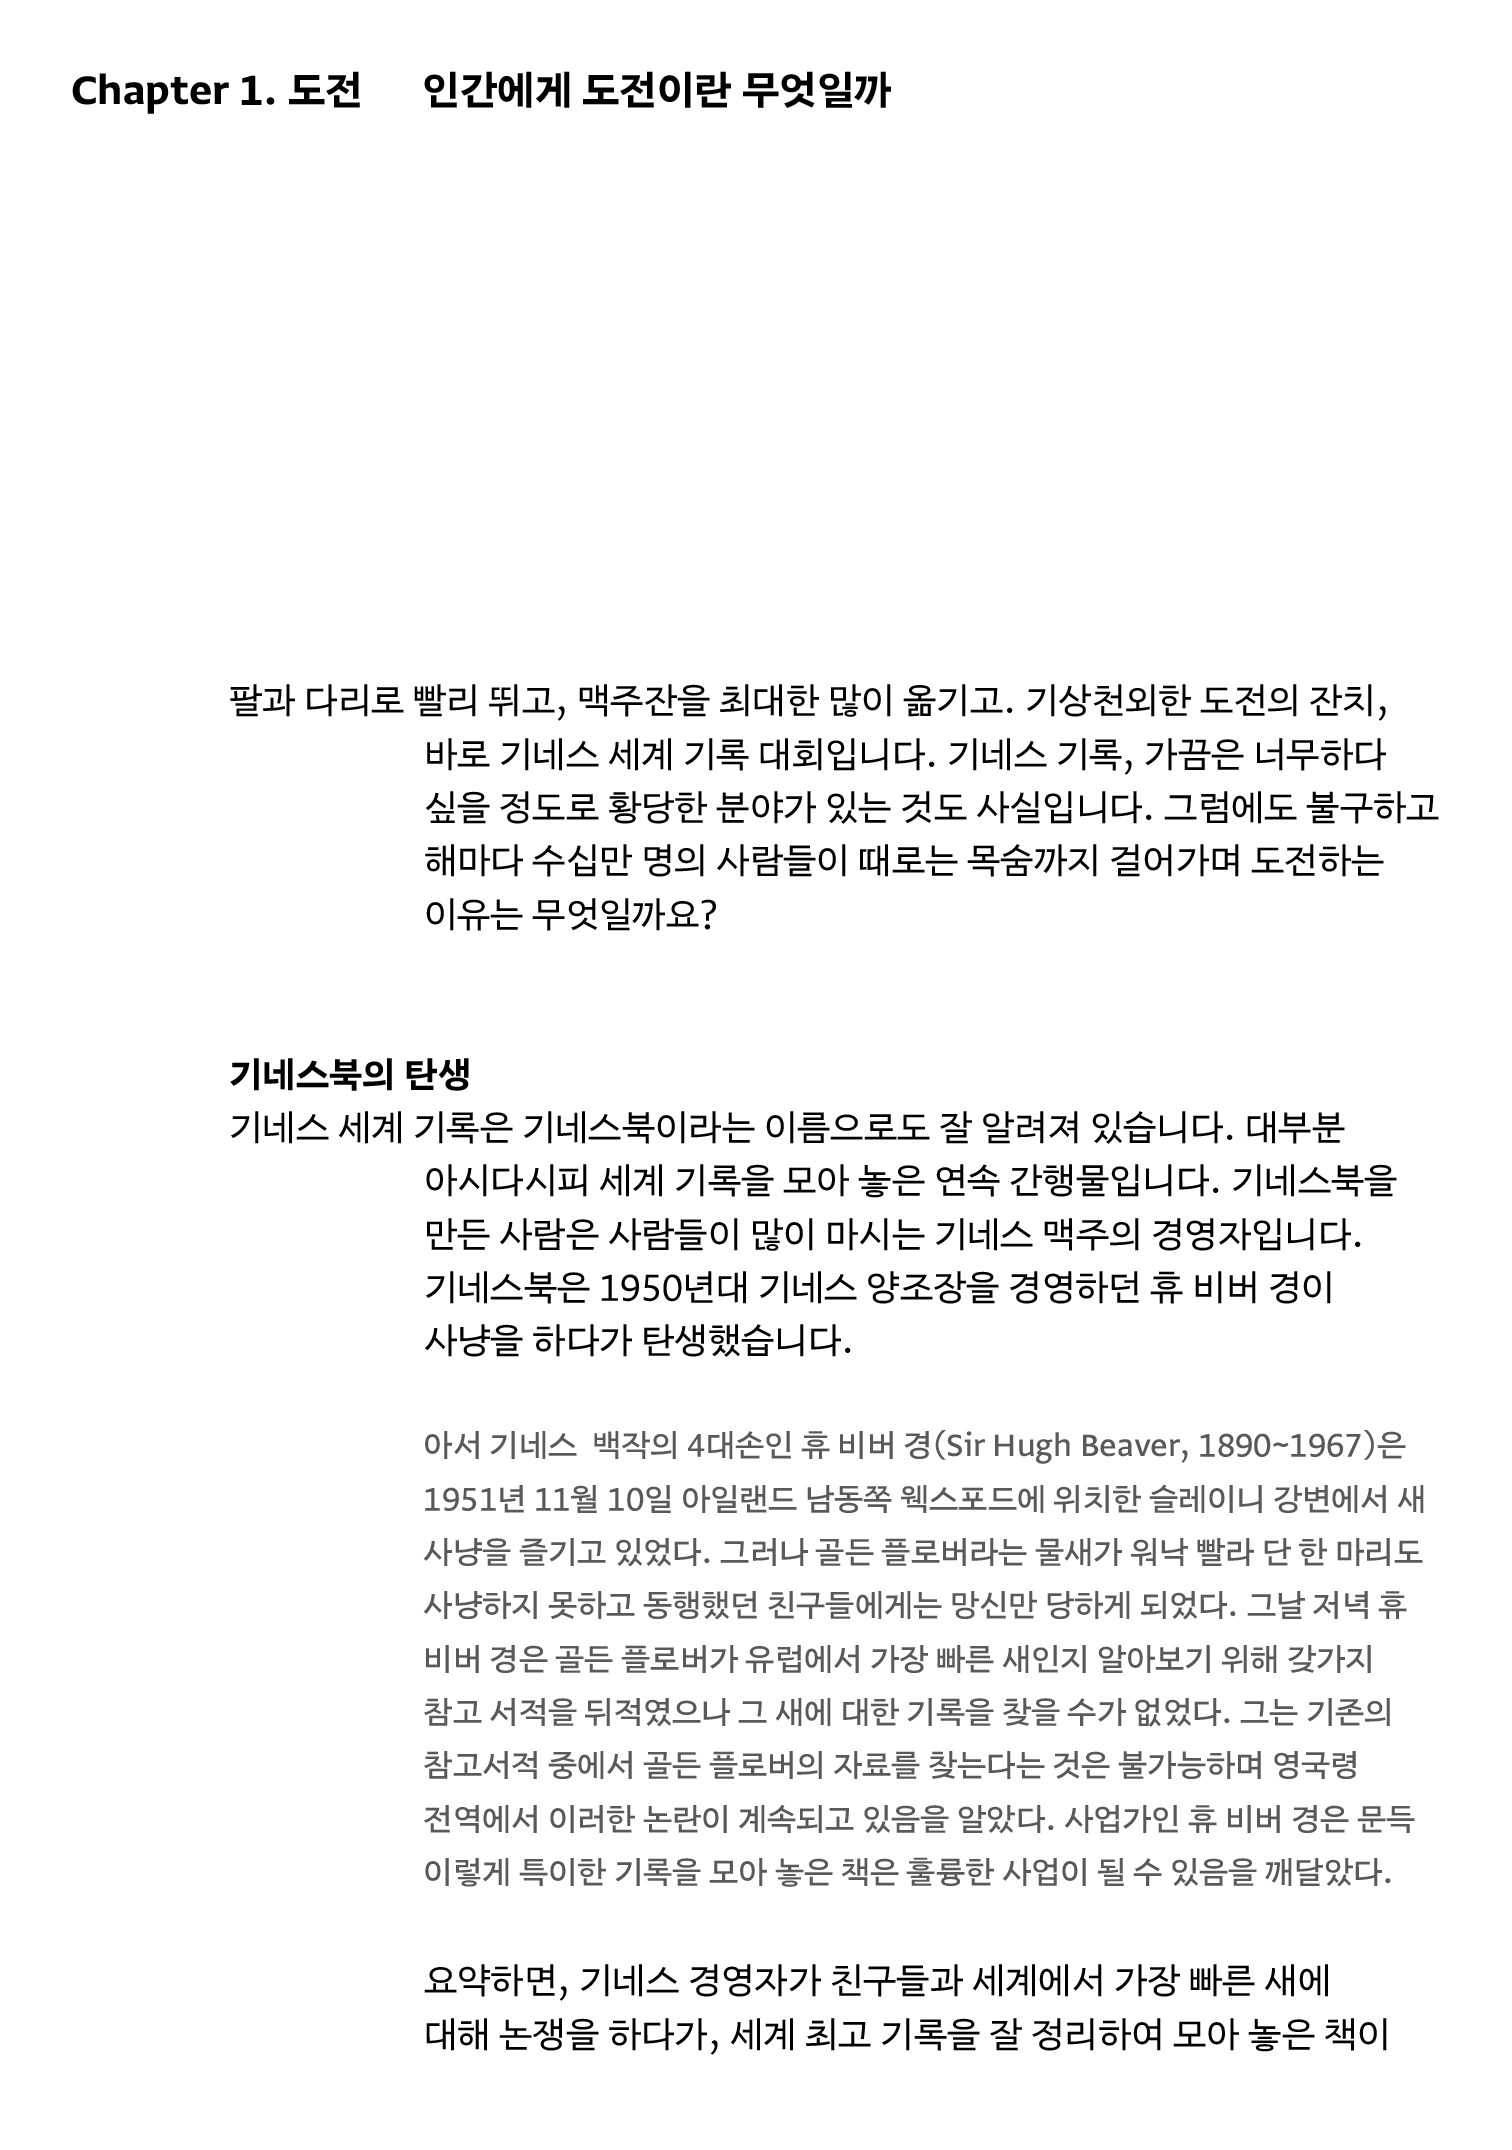 Chapter 1. 도전 인간에게 도전이란 무엇일까
팔과 다리로 빨리 뛰고, 맥주잔을 최대한 많이 옮기고. 기상천외한 도전의 잔치,
바로 기네스 세계 기록 대회입니다. 기네스 기록, 가끔은 너무하다
싶을 정도로 황당한 분야가 있는 것도 사실입니다. 그럼에도 불구하고
해마다 수십만 명의 사람들이 때로는 목숨까지 걸어가며 도전하는
이유는 무엇일까요?
기네스북의 탄생
기네스 세계 기록은 기네스북이라는 이름으로도 잘 알려져 있습니다. 대부분
아시다시피 세계 기록을 모아 놓은 연속 간행물입니다. 기네스북을
만든 사람은 사람들이 많이 마시는 기네스 맥주의 경영자입니다.
기네스북은 1950년대 기네스 양조장을 경영하던 휴 비버 경이
사냥을 하다가 탄생했습니다.
아서 기네스 백작의 4대손인 휴 비버 경(Sir Hugh Beaver, 1890~1967)은
1951년 11월 10일 아일랜드 남동쪽 웩스포드에 위치한 슬레이니 강변에서 새
사냥을 즐기고 있었다. 그러나 골든 플로버라는 물새가 워낙 빨라 단 한 마리도
사냥하지 못하고 동행했던 친구들에게는 망신만 당하게 되었다. 그날 저녁 휴
비버 경은 골든 플로버가 유럽에서 가장 빠른 새인지 알아보기 위해 갖가지
참고 서적을 뒤적였으나 그 새에 대한 기록을 찾을 수가 없었다. 그는 기존의
참고서적 중에서 골든 플로버의 자료를 찾는다는 것은 불가능하며 영국령
전역에서 이러한 논란이 계속되고 있음을 알았다. 사업가인 휴 비버 경은 문득
이렇게 특이한 기록을 모아 놓은 책은 훌륭한 사업이 될 수 있음을 깨달았다.
요약하면, 기네스 경영자가 친구들과 세계에서 가장 빠른 새에
대해 논쟁을 하다가, 세계 최고 기록을 잘 정리하여 모아 놓은 책이